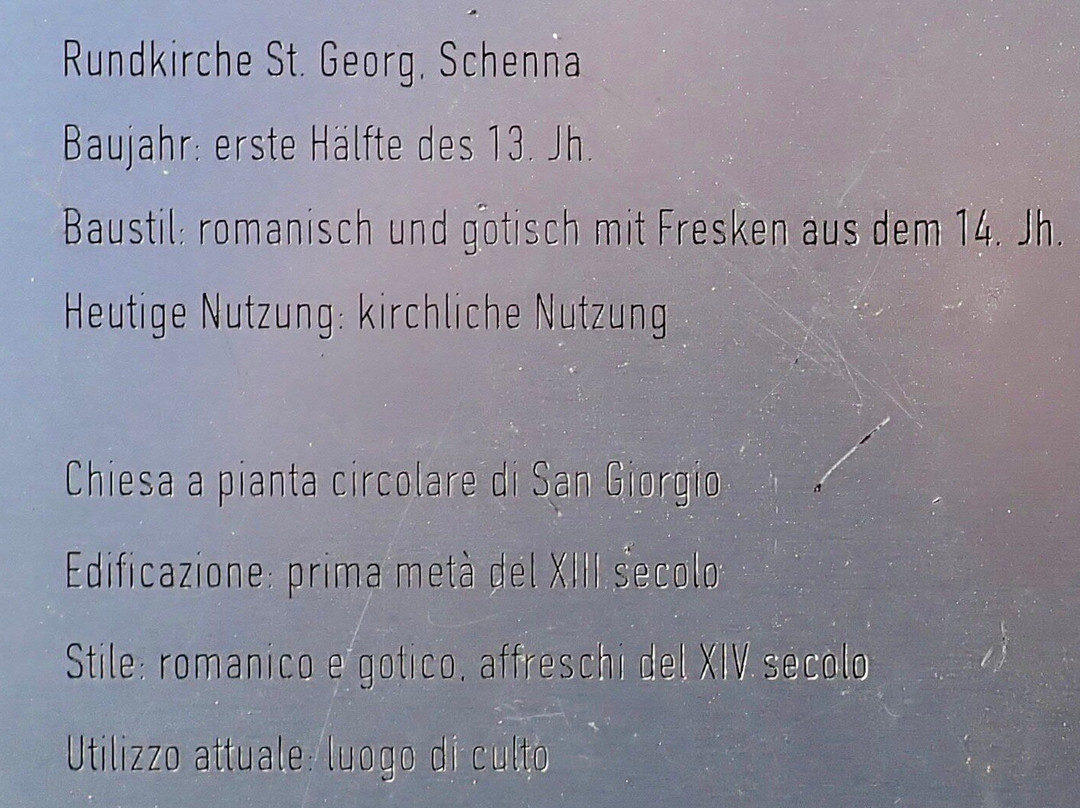 Rundkirche St. Georg, Schenna
Baujahr: erste Hälfte des 13. Jh.
Baustil: romanisch und gotisch mit Fresken aus dem 14. Jh.
Heutige Nutzung: kirchliche Nutzung
Chiesa a pianta circolare di San Giorgio
Edificazione: prima metà del XIII secolo
Stile: romanico e gotico, affreschi del XIV secolo
Utilizzo attuale: luogo di culto